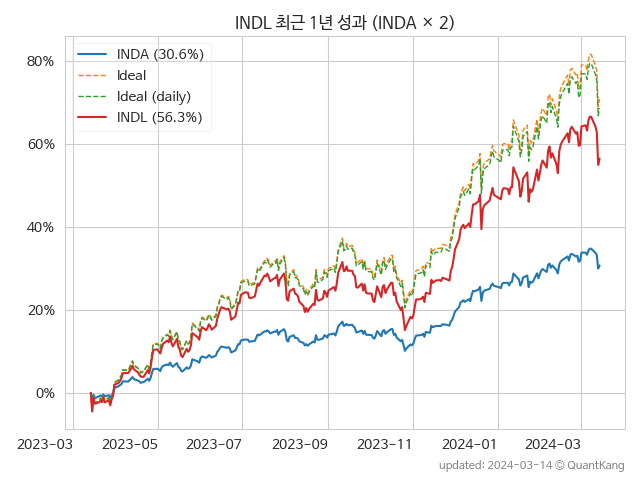 INDL 최근 1년 성과 (INDA × 2)
INDA (30.6%)
Ideal
Ideal (daily)
INDL (56.3%)
80%
60%
40%
20%
0%
2023-03
2023-05
2023-07
2023-09
2023-11
2024-01
2024-03
updated: 2024-03-14 © QuantKang